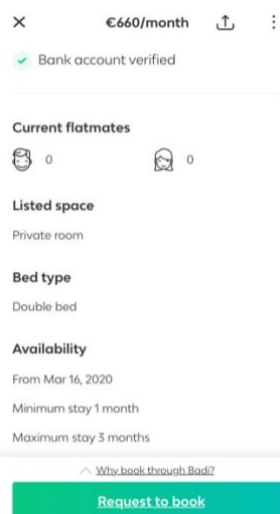 €660/month
Bank account verified
Current flatmates
0 0
Listed space
Private room
Bed type
Double bed
Availability
From Mar 16, 2020
Minimum stay 1 month
Maximum stay 3 months
Why book through Badi?
Request to book